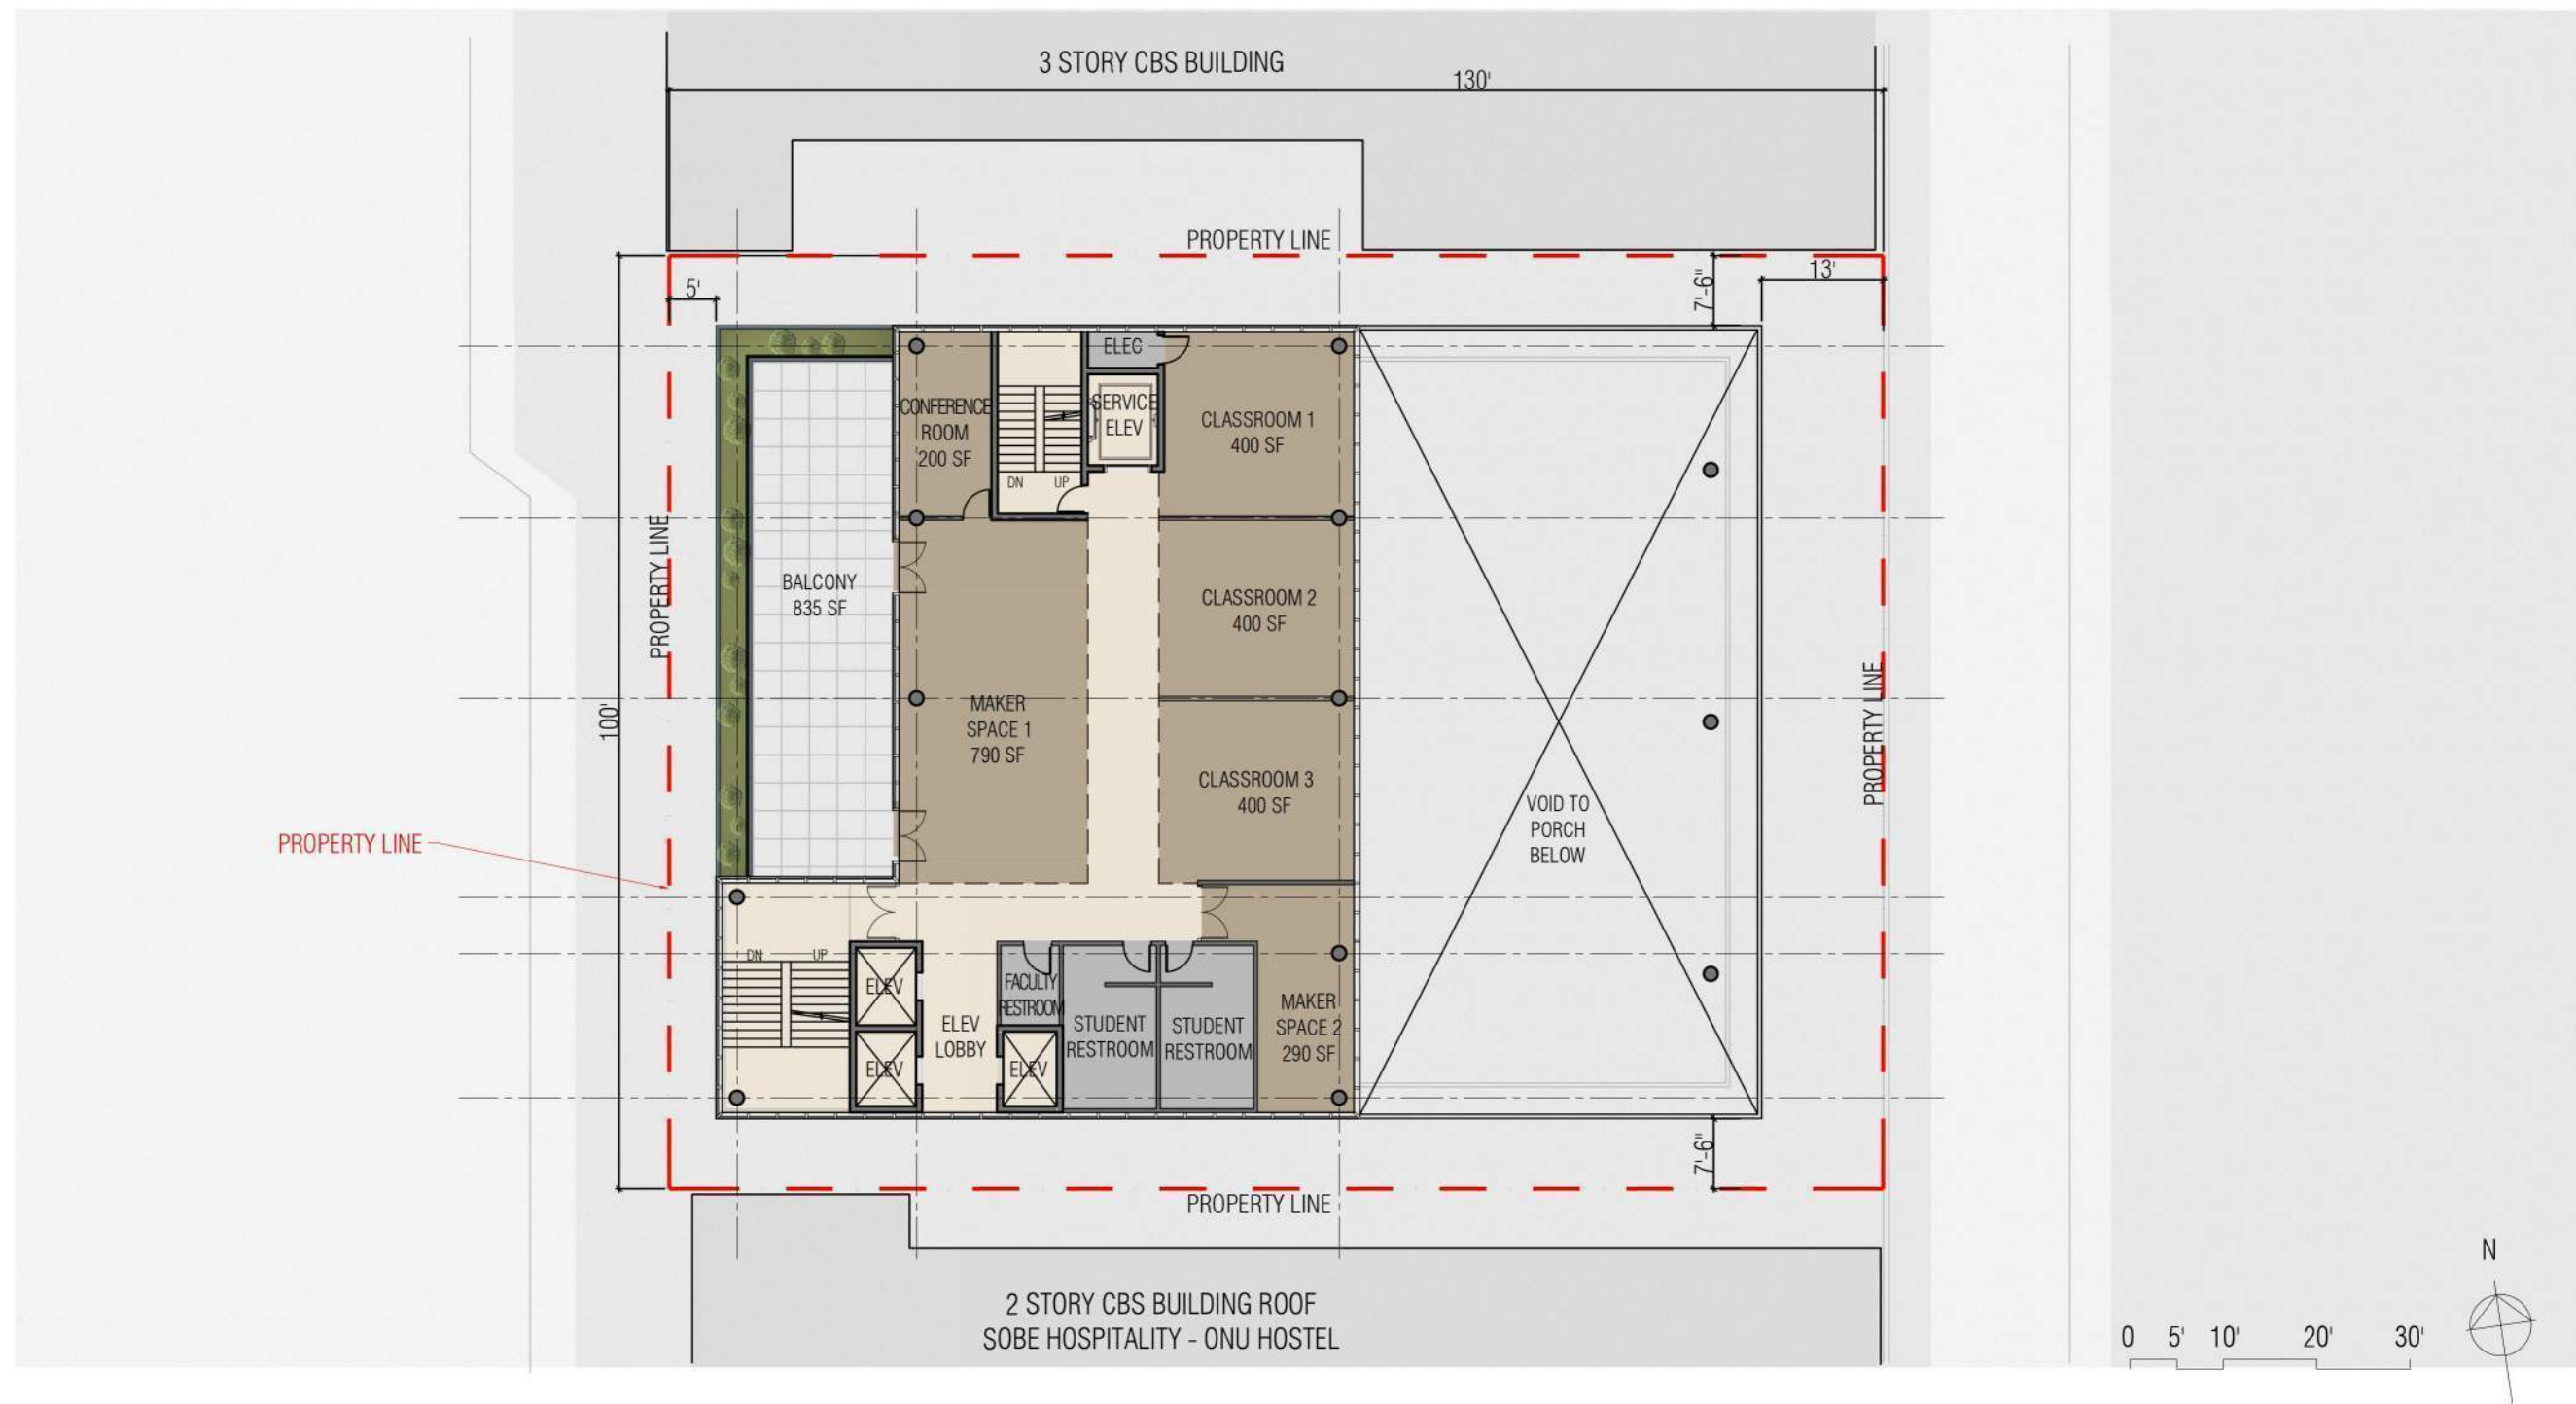 3 STORY CBS BUILDING
130'
PROPERTY LINE
13'
7'-6"
5'
ELEC
CONFERENCE
ROOM
200 SF
SERVICE
ELEV
CLASSROOM 1
400 SF
DN
UP
PROPERTY LINE
BALCONY
835 SF
CLASSROOM 2
400 SF
100'
MAKER
SPACE 1
790 SF
CLASSROOM 3
400 SF
VOID TO
PORCH
BELOW
PROPERTY LINE
PROPERTY LINE
DN
UP
ELEV
ELEV
ELEV
LOBBY
FACULTY
RESTROOM
ELEV
STUDENT
RESTROOM
STUDENT
RESTROOM
MAKER
SPACE 2
290 SF
7'-6"
PROPERTY LINE
2 STORY CBS BUILDING ROOF
SOBE HOSPITALITY - ONU HOSTEL
N
0 5' 10' 20' 30'